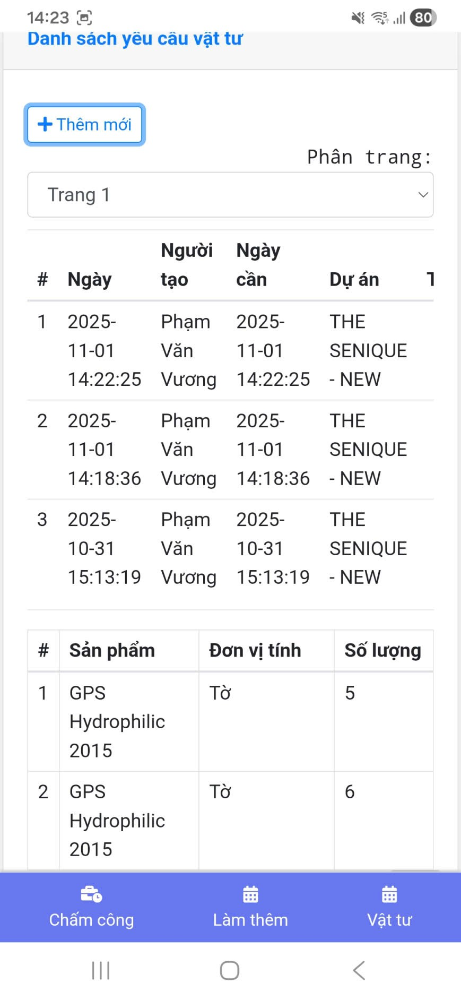 14:23
5
80
Danh sách yêu cầu vật tư
Thêm mới
Phân trang:
Trang 1
# Ngày Người tạo Ngày cần Dự án
1 2025-11-01 14:22:25 Phạm Văn Vương 2025-11-01 14:22:25 THE SENIQUE - NEW
2 2025-11-01 14:18:36 Phạm Văn Vương 2025-11-01 14:18:36 THE SENIQUE - NEW
3 2025-10-31 15:13:19 Phạm Văn Vương 2025-10-31 15:13:19 THE SENIQUE - NEW
# Sản phẩm Đơn vị tính Số lượng
1 GPS Hydrophilic 2015 Tờ 5
2 GPS Hydrophilic 2015 Tờ 6
Chấm công Làm thêm Vật tư